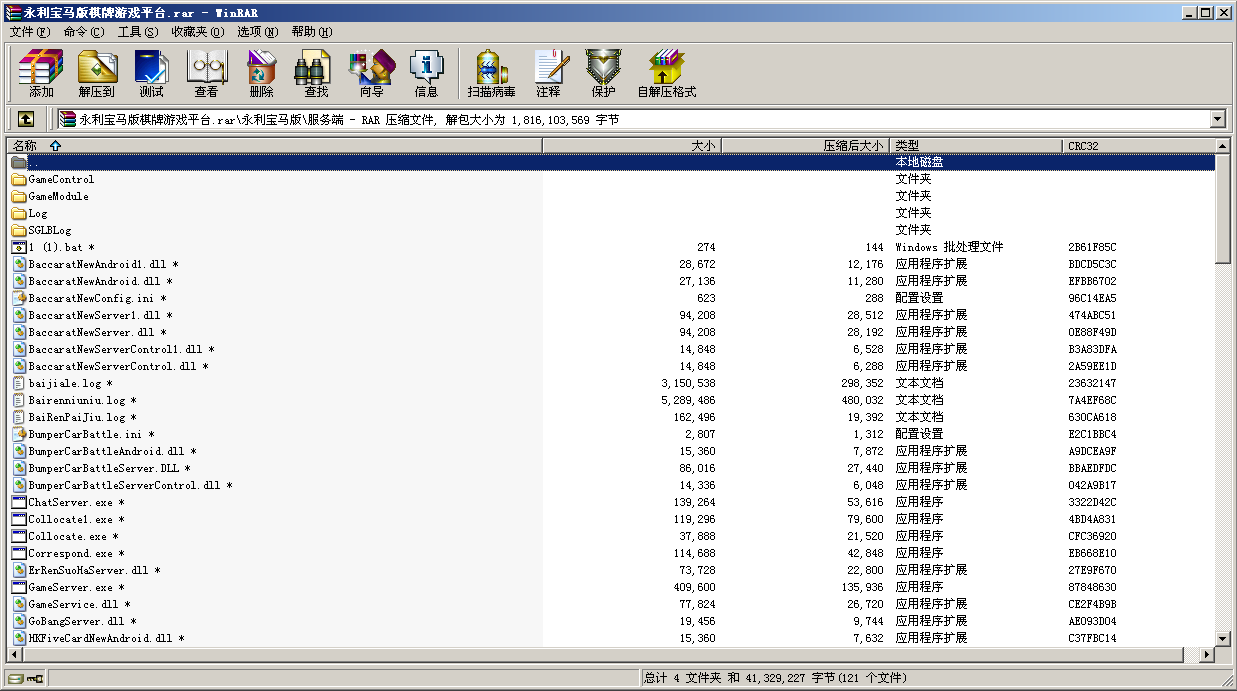 永利宝马版棋牌游戏平台.rar - WinRAR
文件(F) 命令(C) 工具(S) 收藏夹(O) 选项(N) 帮助(H)
添加 解压到 测试 查看 删除 查找 向导 信息 扫描病毒 注释 保护 自解压格式
永利宝马版棋牌游戏平台.rar\永利宝马版\服务端 - RAR 压缩文件, 解包大小为 1,816,103,569 字节
名称 大小 压缩后大小 类型 CRC32
.. 本地磁盘
GameControl 文件夹
GameModule 文件夹
Log 文件夹
SGLBLog 文件夹
1 (1).bat * 274 144 Windows 批处理文件 2B61F85C
BaccaratNewAndroid1.dll * 28,672 12,176 应用程序扩展 BDCD5C3C
BaccaratNewAndroid.dll * 27,136 11,280 应用程序扩展 EFBB6702
BaccaratNewConfig.ini * 623 288 配置设置 96C14EA5
BaccaratNewServer1.dll * 94,208 28,512 应用程序扩展 474ABC51
BaccaratNewServer.dll * 94,208 28,192 应用程序扩展 0E88F49D
BaccaratNewServerControl1.dll * 14,848 6,528 应用程序扩展 B3A83DFA
BaccaratNewServerControl.dll * 14,848 6,288 应用程序扩展 2A59EE1D
baijiale.log * 3,150,538 298,352 文本文档 23632147
Bairenniuniu.log * 5,289,486 480,032 文本文档 7A4EF68C
BaiRenPaiJiu.log * 162,496 19,392 文本文档 630CA618
BumperCarBattle.ini * 2,807 1,312 配置设置 E2C1BBC4
BumperCarBattleAndroid.dll * 15,360 7,872 应用程序扩展 A9DCEA9F
BumperCarBattleServer.DLL * 86,016 27,440 应用程序扩展 BBAEDFDC
BumperCarBattleServerControl.dll * 14,336 6,048 应用程序扩展 042A9B17
ChatServer.exe * 139,264 53,616 应用程序 3322D42C
Collocate1.exe * 119,296 79,600 应用程序 4BD4A831
Collocate.exe * 37,888 21,520 应用程序 CFC36920
Correspond.exe * 114,688 42,848 应用程序 EB668E10
ErRenSuoHaServer.dll * 73,728 22,800 应用程序扩展 27E9F670
GameServer.exe * 409,600 135,936 应用程序 87848630
GameService.dll * 77,824 26,720 应用程序扩展 CE2F4B9B
GoBangServer.dll * 19,456 9,744 应用程序扩展 AE093D04
HKFiveCardNewAndroid.dll * 15,360 7,632 应用程序扩展 C37FBC14
总计 4 文件夹 和 41,329,227 字节(121 个文件)